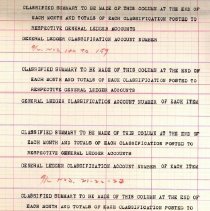 CLASSIFIED SUMMARY TO BE MADE OF THIS COLUMN AT THE END OF
EACH MONTH AND TOTALS OF EACH CLASSIFICATION POSTED TO
RESPECTIVE GENERAL LEDGER ACCOUNTS
GENERAL LEDGER CLASSIFICATION ACCOUNT NUMBER
CLASSIFIED SUMMARY TO BE MADE OF THIS COLUMN AT THE END OF
EACH MONTH AND TOTALS OF EACH CLASSIFICATION POSTED TO
RESPECTIVE GENERAL LEDGER ACCOUNTS
GENERAL LEDGER CLASSIFICATION ACCOUNT NUMBER OF EACH ITEM
CLASSIFIED SUMMARY TO BE MADE OF THIS COLUMN AT THE END OF
EACH MONTH AND TOTALS OF EACH CLASSIFICATION POSTED TO
RESPECTIVE GENERAL LEDGER ACCOUNTS
GENERAL LEDGER CLASSIFICATION ACCOUNT NUMBER OF EACH ITEM
CLASSIFIED SUMMARY TO BE MADE OF THIS COLUMN AT THE END OF
EACH MONTH AND TOTALS OF EACH CLASSIFICATION POSTED TO